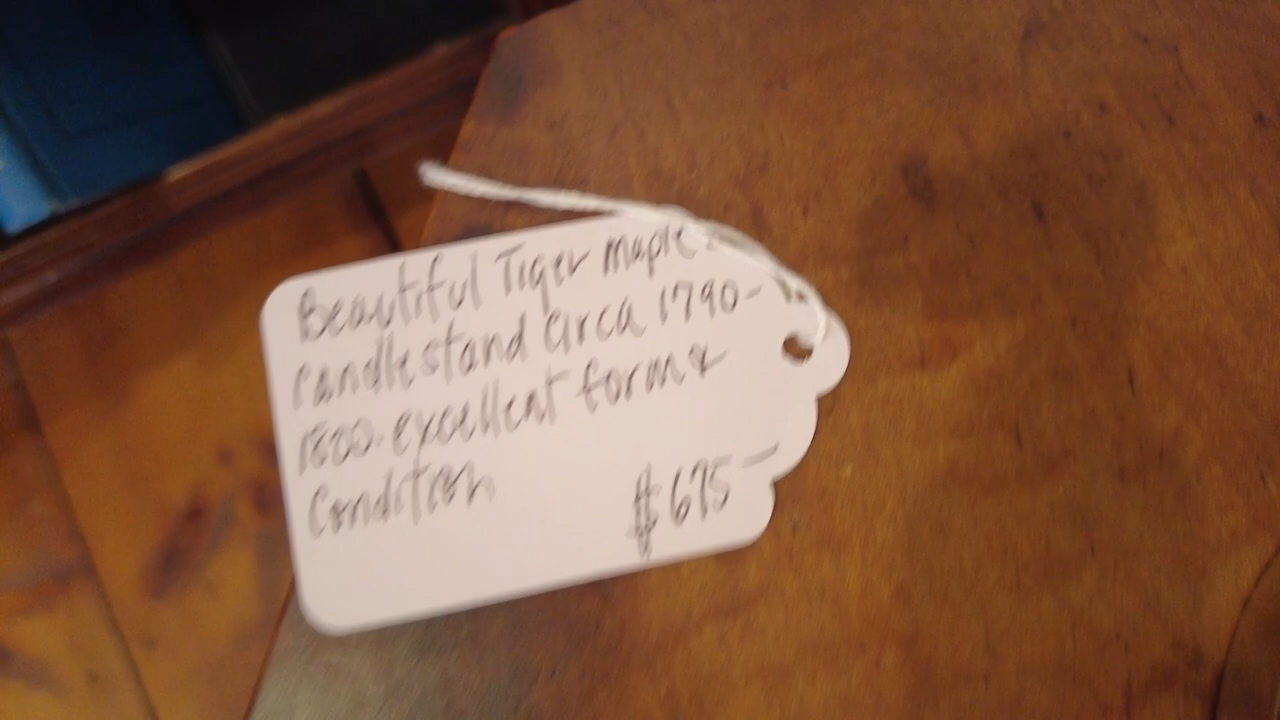 Beautiful Tiger maple
candlestand circa 1790-
1800. excellent form &
Condition
$675-